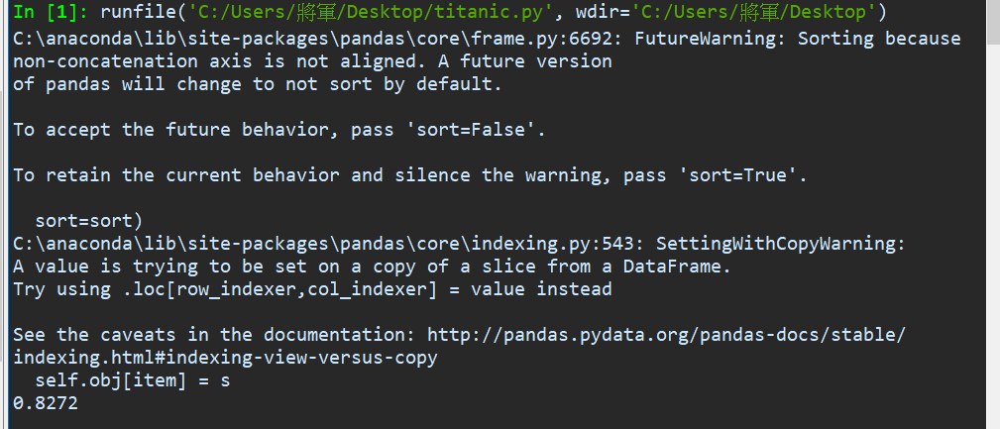 In [1]: runfile('C:/Users/將軍/Desktop/titanic.py', wdir='C:/Users/將軍/Desktop')
C:\anaconda\lib\site-packages\pandas\core\frame.py:6692: FutureWarning: Sorting because
non-concatenation axis is not aligned. A future version
of pandas will change to not sort by default.
To accept the future behavior, pass 'sort=False'.
To retain the current behavior and silence the warning, pass 'sort=True'.
  sort=sort)
C:\anaconda\lib\site-packages\pandas\core\indexing.py:543: SettingWithCopyWarning:
A value is trying to be set on a copy of a slice from a DataFrame.
Try using .loc[row_indexer,col_indexer] = value instead
See the caveats in the documentation: http://pandas.pydata.org/pandas-docs/stable/
indexing.html#indexing-view-versus-copy
  self.obj[item] = s
0.8272